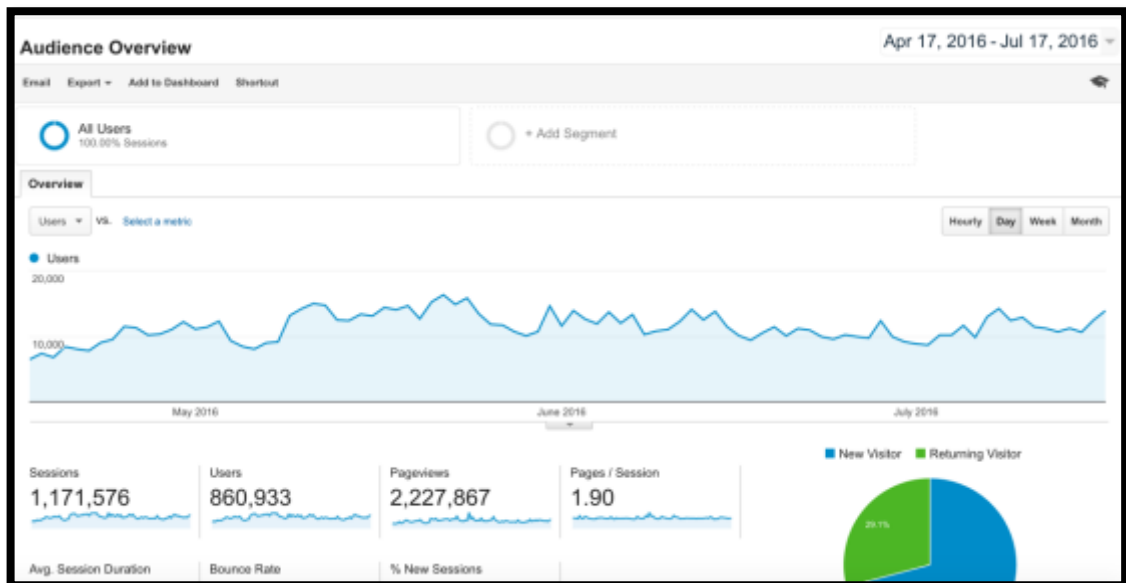 Audience Overview
Apr 17, 2016 - Jul 17, 2016
Email Export Add to Dashboard Shortcut
All Users
100.00% Sessions
+ Add Segment
Overview
Users VS. Select a metric
Hourly Day Week Month
Users
20,000
10,000
May 2016 June 2016 July 2016
New Visitor Returning Visitor
Sessions Users Pageviews Pages / Session
1,171,576 860,933 2,227,867 1.90
29.1%
Avg. Session Duration Bounce Rate % New Sessions